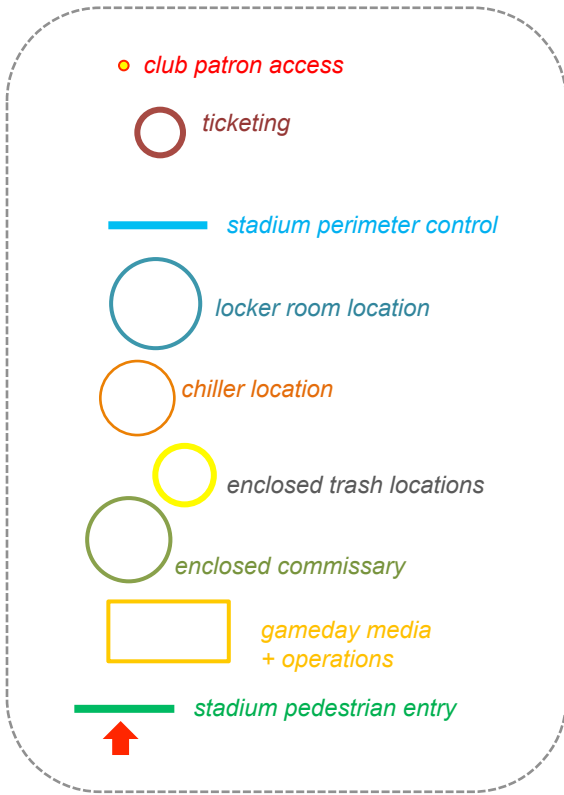 club patron access
ticketing
stadium perimeter control
locker room location
chiller location
enclosed trash locations
enclosed commissary
gameday media
+ operations
stadium pedestrian entry